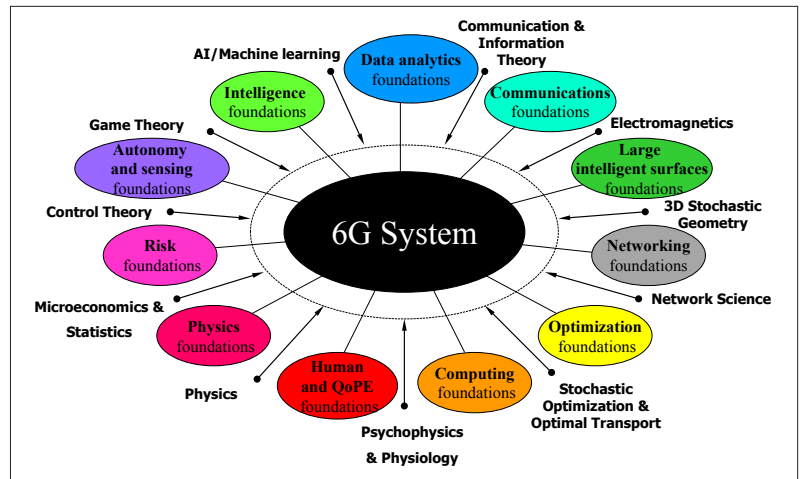 Communication &
Information
Theory
AI/Machine learning
Data analytics
foundations
Intelligence
foundations
Communications
foundations
Game Theory
Electromagnetics
Autonomy
and sensing
foundations
Large
intelligent surfaces
foundations
Control Theory
3D Stochastic
Geometry
6G System
Risk
foundations
Networking
foundations
Microeconomics &
Statistics
Network Science
Physics
foundations
Optimization
foundations
Human
and QoPE
foundations
Computing
foundations
Physics
Stochastic
Optimization &
Optimal Transport
Psychophysics
& Physiology